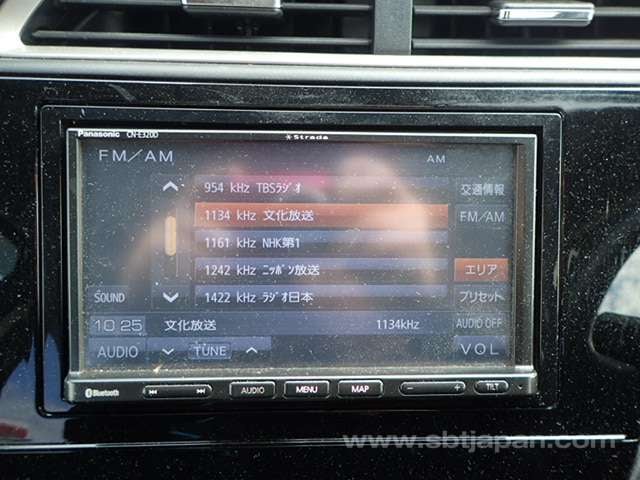 Panasonic CN-E320D
Strada
FM/AM AM
954 kHz TBSラジオ 交通情報
1134 kHz 文化放送 FM/AM
1161 kHz NHK第1
1242 kHz ニッポン放送 エリア
SOUND 1422 kHz ラジオ日本 プリセット
10:25 文化放送 1134kHz AUDIO OFF
AUDIO TUNE VOL
Bluetooth AUDIO MENU MAP − + TILT
www.sbtjapan.com